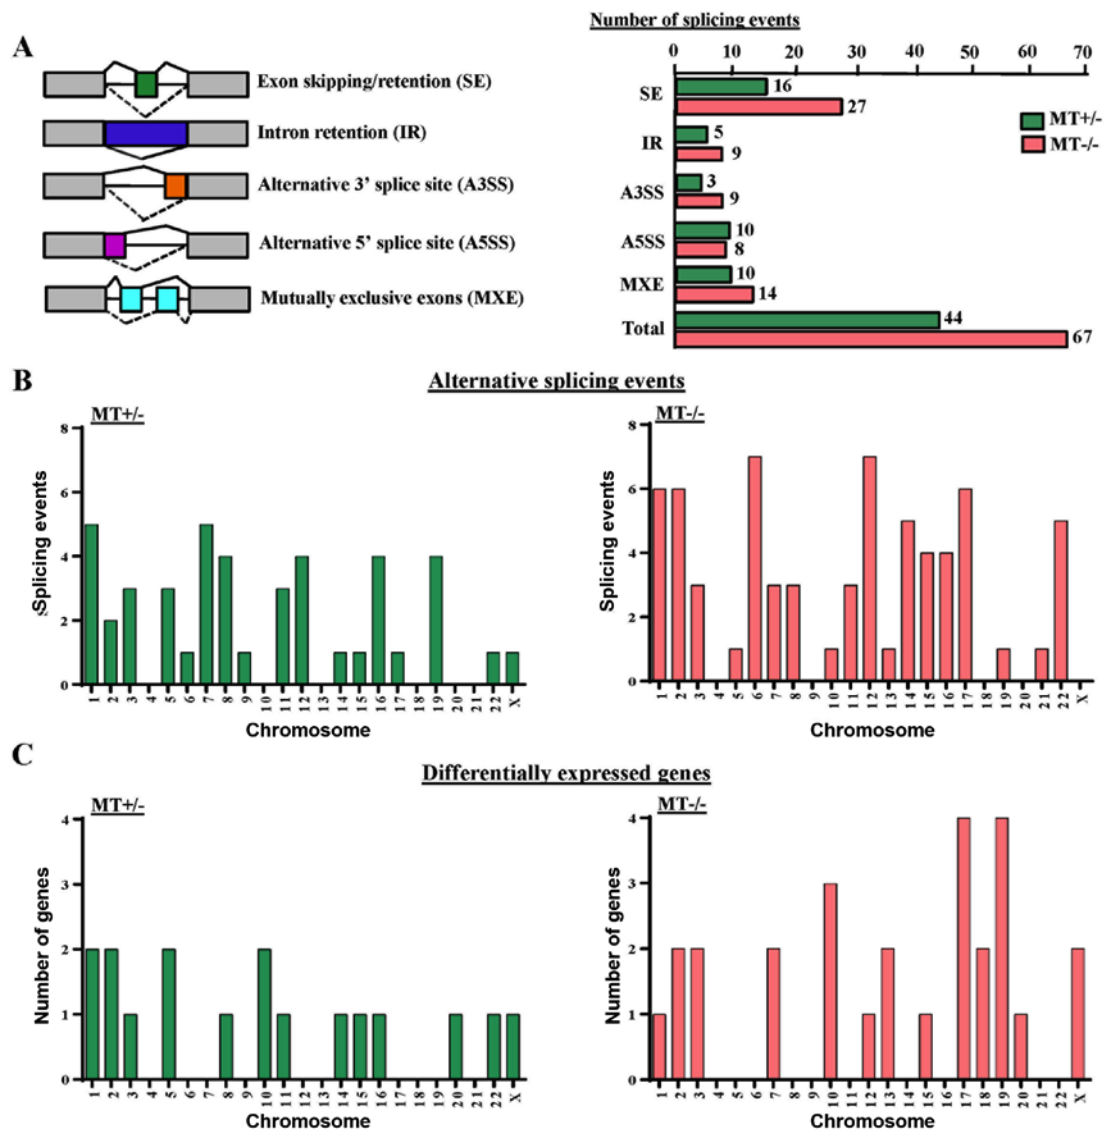 A
Exon skipping/retention (SE)
Intron retention (IR)
Alternative 3' splice site (A3SS)
Alternative 5' splice site (A5SS)
Mutually exclusive exons (MXE)
Number of splicing events
0 10 20 30 40 50 60 70
SE
16
27
IR
5
9
A3SS
3
9
A5SS
10
8
MXE
10
14
Total
44
67
MT+/-
MT-/-
B
Alternative splicing events
MT+/-
Splicing events
8
6
4
2
0
1 2 3 4 5 6 7 8 9 10 11 12 13 14 15 16 17 18 19 20 21 22 X
Chromosome
MT-/-
Splicing events
8
6
4
2
0
1 2 3 4 5 6 7 8 9 10 11 12 13 14 15 16 17 18 19 20 21 22 X
Chromosome
C
Differentially expressed genes
MT+/-
Number of genes
4
3
2
1
0
1 2 3 4 5 6 7 8 9 10 11 12 13 14 15 16 17 18 19 20 21 22 X
Chromosome
MT-/-
Number of genes
4
3
2
1
0
1 2 3 4 5 6 7 8 9 10 11 12 13 14 15 16 17 18 19 20 21 22 X
Chromosome